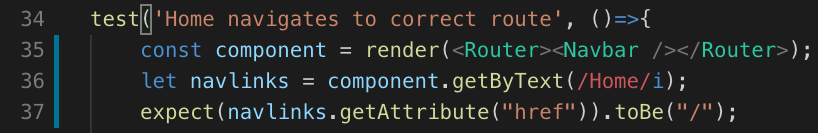 34 test('Home navigates to correct route', ()=>{
35 const component = render(<Router><Navbar /></Router>);
36 let navlinks = component.getByText(/Home/i);
37 expect(navlinks.getAttribute("href")).toBe("/");